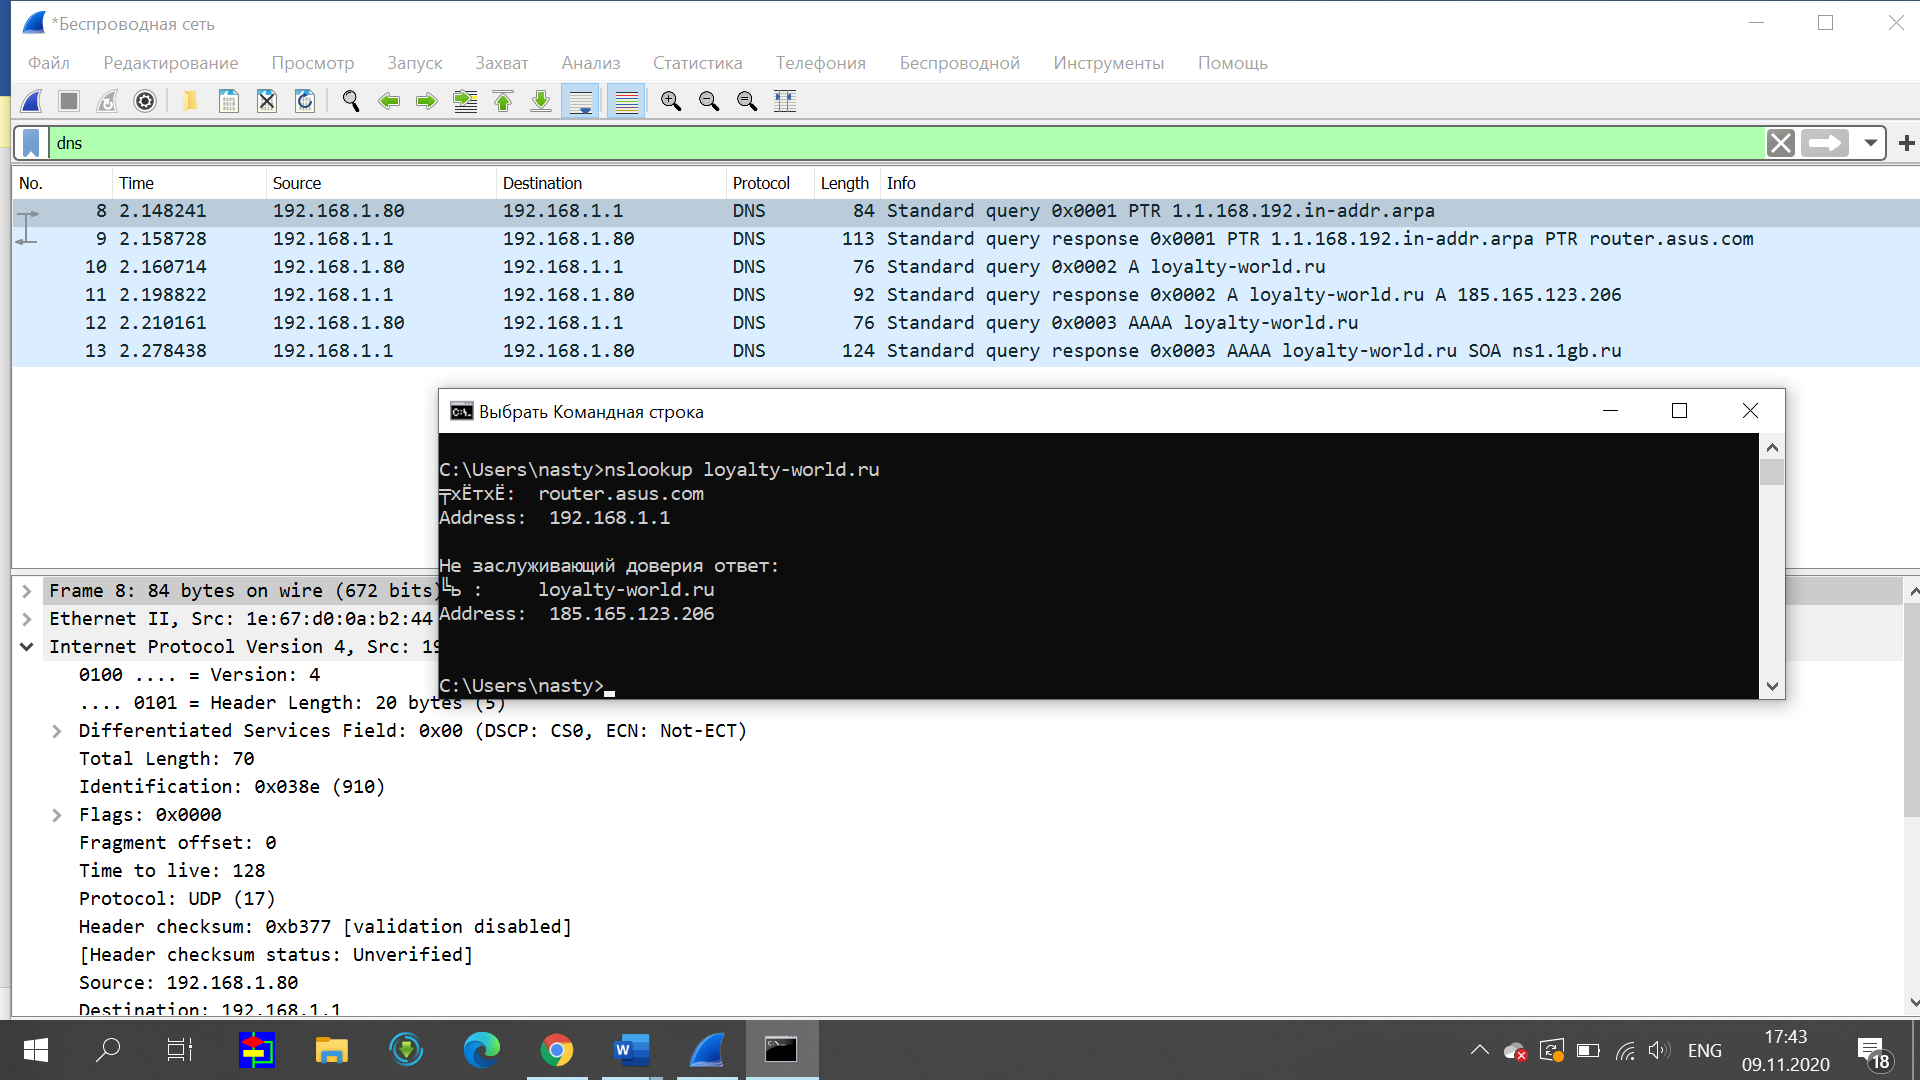 *Беспроводная сеть
Файл Редактирование Просмотр Запуск Захват Анализ Статистика Телефония Беспроводной Инструменты Помощь
dns
No. Time Source Destination Protocol Length Info
8 2.148241 192.168.1.80 192.168.1.1 DNS 84 Standard query 0x0001 PTR 1.1.168.192.in-addr.arpa
9 2.158728 192.168.1.1 192.168.1.80 DNS 113 Standard query response 0x0001 PTR 1.1.168.192.in-addr.arpa PTR router.asus.com
10 2.160714 192.168.1.80 192.168.1.1 DNS 76 Standard query 0x0002 A loyalty-world.ru
11 2.198822 192.168.1.1 192.168.1.80 DNS 92 Standard query response 0x0002 A loyalty-world.ru A 185.165.123.206
12 2.210161 192.168.1.80 192.168.1.1 DNS 76 Standard query 0x0003 AAAA loyalty-world.ru
13 2.278438 192.168.1.1 192.168.1.80 DNS 124 Standard query response 0x0003 AAAA loyalty-world.ru SOA ns1.1gb.ru
Выбрать Командная строка
C:\Users\nasty>nslookup loyalty-world.ru
╤хЁтхЁ: router.asus.com
Address: 192.168.1.1
Не заслуживающий доверия ответ:
╚ь : loyalty-world.ru
Address: 185.165.123.206
C:\Users\nasty>
Frame 8: 84 bytes on wire (672 bits)
Ethernet II, Src: 1e:67:d0:0a:b2:44
Internet Protocol Version 4, Src: 19
0100 .... = Version: 4
.... 0101 = Header Length: 20 bytes (5)
Differentiated Services Field: 0x00 (DSCP: CS0, ECN: Not-ECT)
Total Length: 70
Identification: 0x038e (910)
Flags: 0x0000
Fragment offset: 0
Time to live: 128
Protocol: UDP (17)
Header checksum: 0xb377 [validation disabled]
[Header checksum status: Unverified]
Source: 192.168.1.80
Destination: 192.168.1.1
ENG
17:43
09.11.2020
18